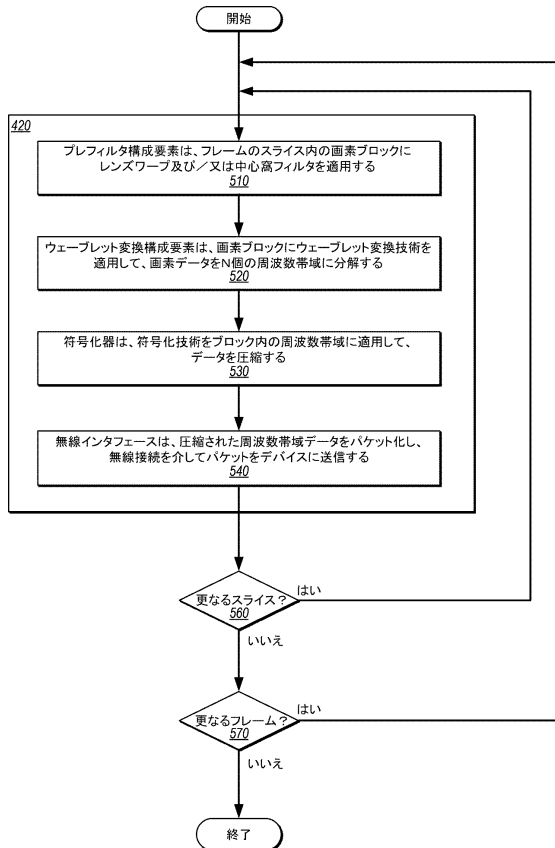 開始
420
プレフィルタ構成要素は、フレームのスライス内の画素ブロックに
レンズワープ及び／又は中心窩フィルタを適用する
510
ウェーブレット変換構成要素は、画素ブロックにウェーブレット変換技術を
適用して、画素データをN個の周波数帯域に分解する
520
符号化器は、符号化技術をブロック内の周波数帯域に適用して、
データを圧縮する
530
無線インタフェースは、圧縮された周波数帯域データをパケット化し、
無線接続を介してパケットをデバイスに送信する
540
更なるスライス？
560
はい
いいえ
更なるフレーム？
570
はい
いいえ
終了